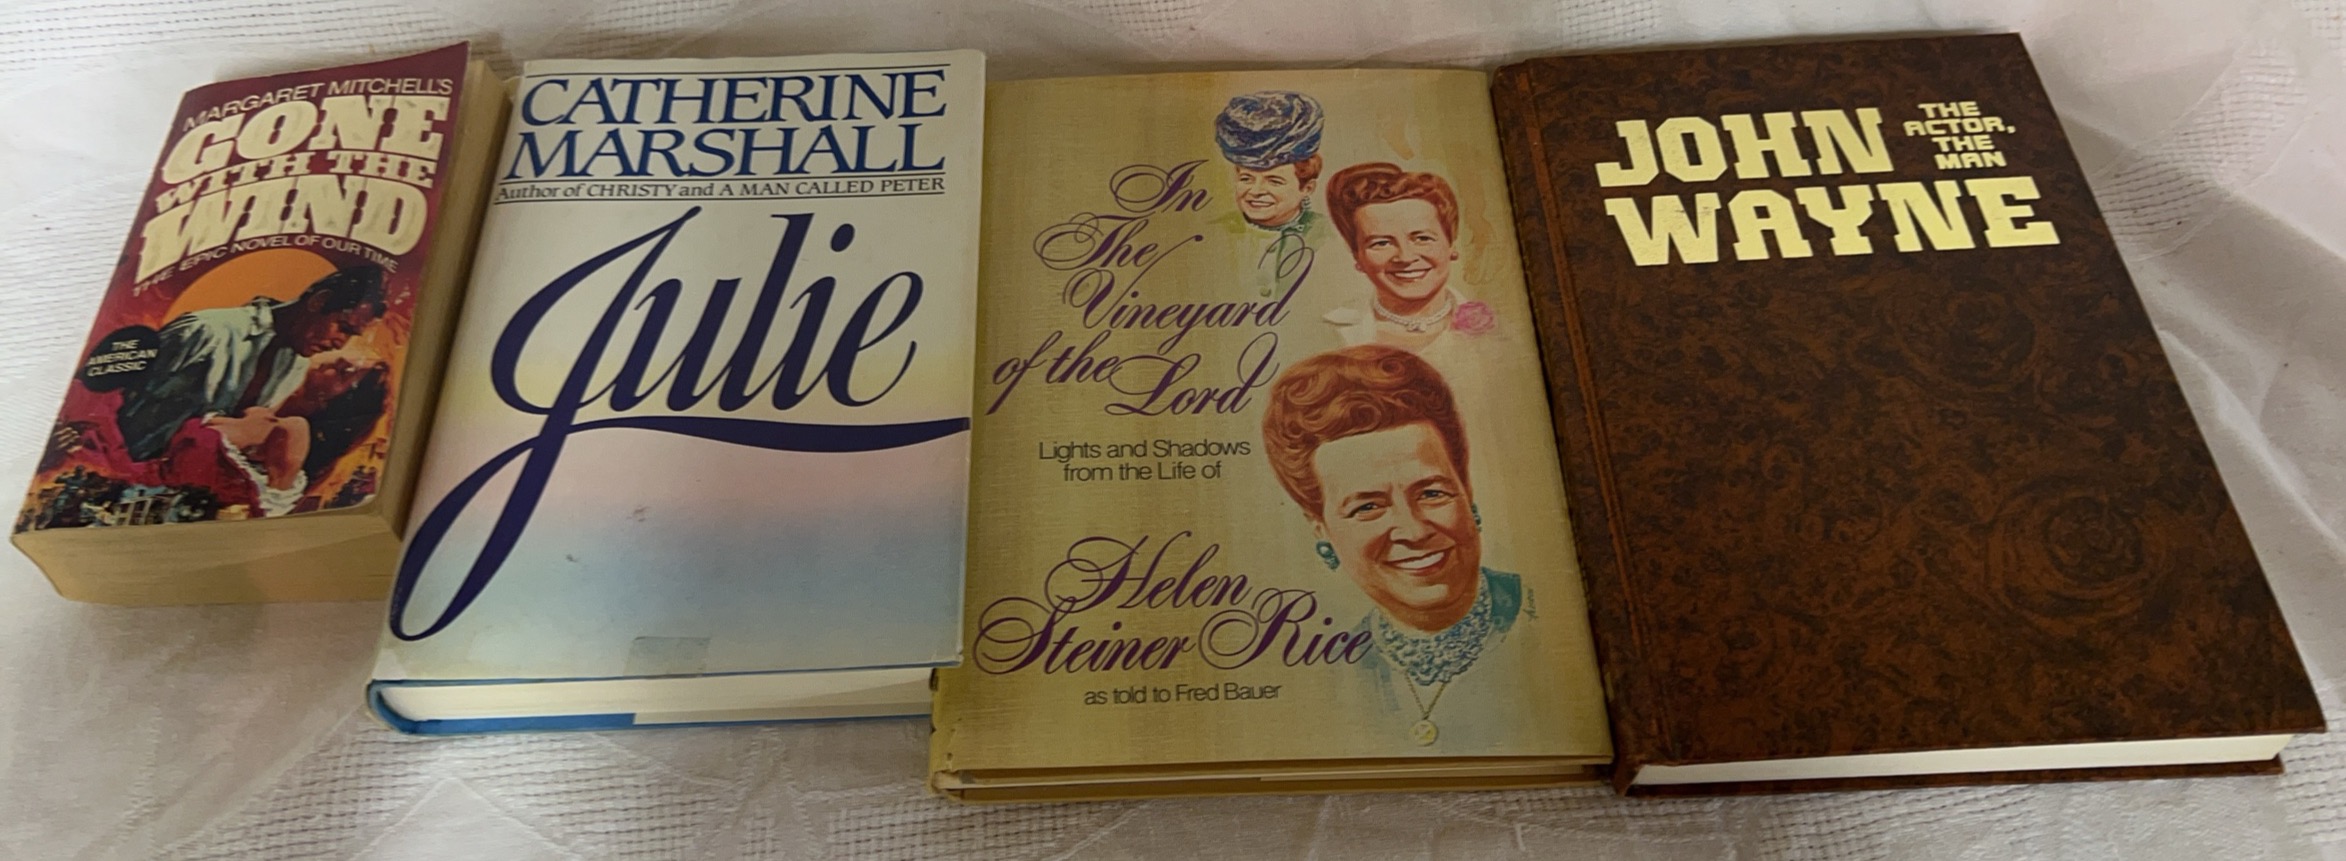 MARGARET MITCHELL'S
GONE
WITH THE
WIND
THE EPIC NOVEL OF OUR TIME
THE
AMERICAN
CLASSIC
CATHERINE
MARSHALL
Author of CHRISTY and A MAN CALLED PETER
Julie
In
The
Vineyard
of the
Lord
Lights and Shadows
from the Life of
Helen
Steiner Rice
as told to Fred Bauer
JOHN
WAYNE
THE
ACTOR,
THE
MAN